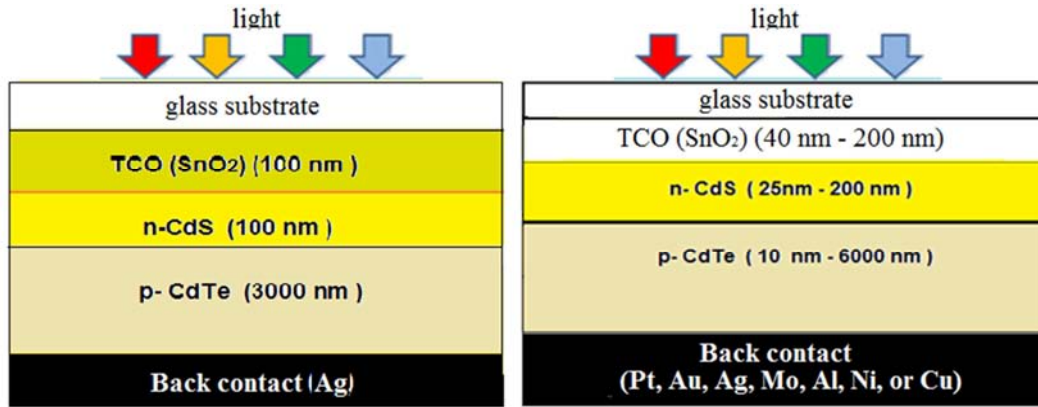 light
glass substrate
TCO (SnO₂) (100 nm )
n-CdS (100 nm )
p- CdTe (3000 nm )
Back contact (Ag)
light
glass substrate
TCO (SnO₂) (40 nm - 200 nm)
n- CdS ( 25nm - 200 nm)
p- CdTe ( 10 nm - 6000 nm)
Back contact
(Pt, Au, Ag, Mo, Al, Ni, or Cu)